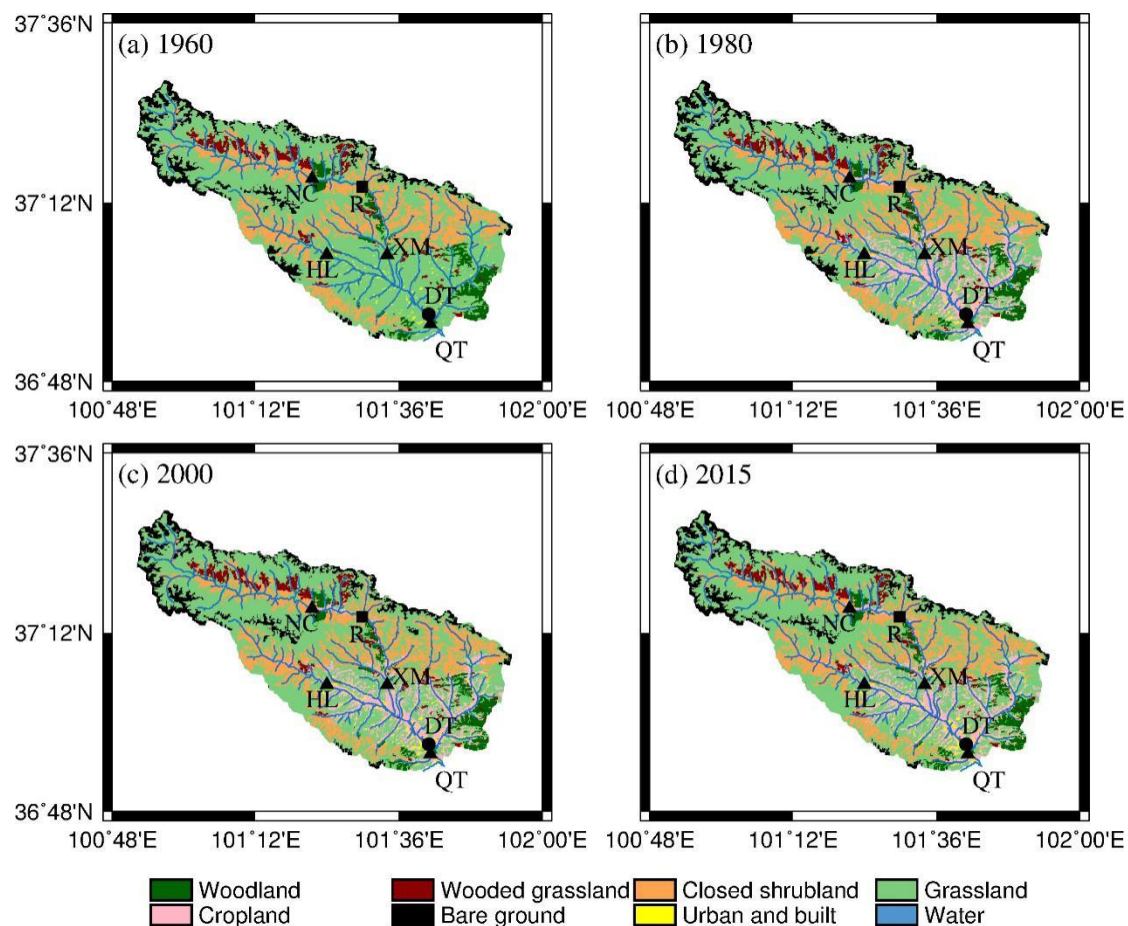 37°36'N
(a) 1960
(b) 1980
37°12'N
NC
R
HL
XM
DT
QT
NC
R
HL
XM
DT
QT
36°48'N
100°48'E 101°12'E 101°36'E 102°00'E
100°48'E 101°12'E 101°36'E 102°00'E
37°36'N
(c) 2000
(d) 2015
37°12'N
NC
R
HL
XM
DT
QT
NC
R
HL
XM
DT
QT
36°48'N
100°48'E 101°12'E 101°36'E 102°00'E
100°48'E 101°12'E 101°36'E 102°00'E
Woodland Wooded grassland Closed shrubland Grassland
Cropland Bare ground Urban and built Water